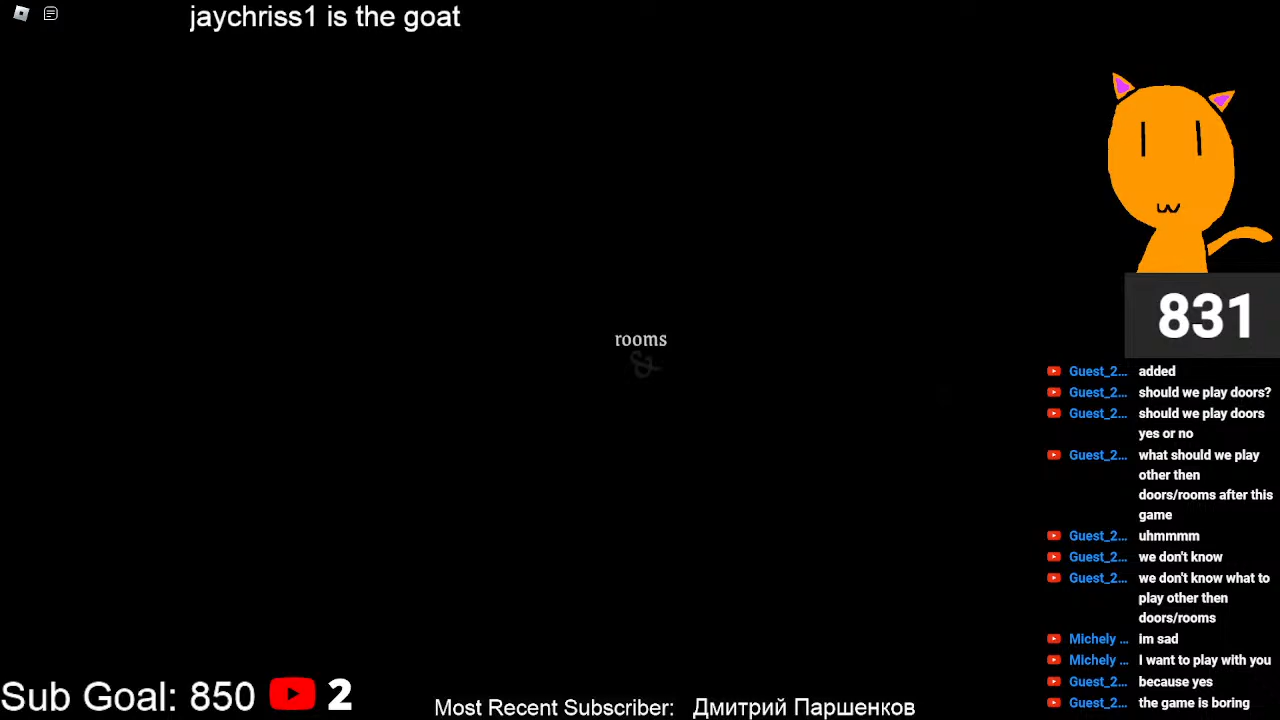 jaychriss1 is the goat
rooms
&
831
Guest_2... added
Guest_2... should we play doors?
Guest_2... should we play doors
yes or no
Guest_2... what should we play
other then
doors/rooms after this
game
Guest_2... uhmmmm
Guest_2... we don't know
Guest_2... we don't know what to
play other then
doors/rooms
Michely ... im sad
Michely ... I want to play with you
Guest_2... because yes
Guest_2... the game is boring
Sub Goal: 850 2
Most Recent Subscriber: Дмитрий Паршенков